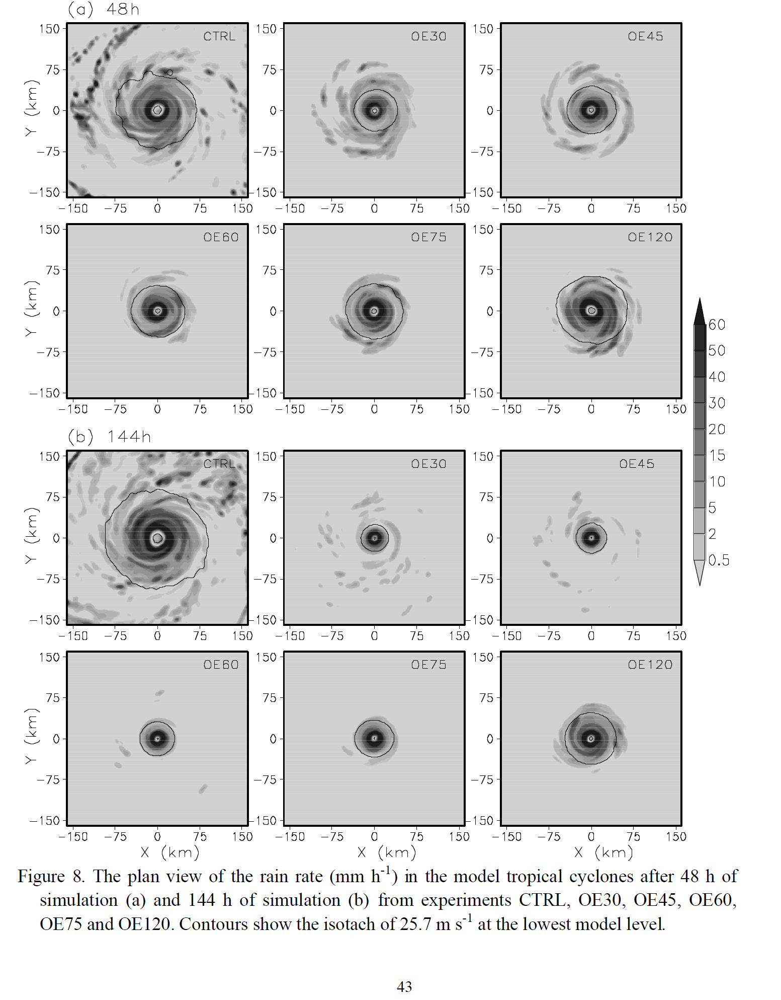 (a) 48h
150 CTRL 150 OE30 150 OE45
75 75 75
Y (km) 0 0 0
−75 −75 −75
−150 −150 −150
−150 −75 0 75 150 −150 −75 0 75 150 −150 −75 0 75 150
150 OE60 150 OE75 150 OE120
75 75 75
Y (km) 0 0 0
−75 −75 −75
−150 −150 −150
−150 −75 0 75 150 −150 −75 0 75 150 −150 −75 0 75 150
60
50
40
30
20
15
10
5
2
0.5
(b) 144h
150 CTRL 150 OE30 150 OE45
75 75 75
Y (km) 0 0 0
−75 −75 −75
−150 −150 −150
−150 −75 0 75 150 −150 −75 0 75 150 −150 −75 0 75 150
150 OE60 150 OE75 150 OE120
75 75 75
Y (km) 0 0 0
−75 −75 −75
−150 −150 −150
−150 −75 0 75 150 −150 −75 0 75 150 −150 −75 0 75 150
X (km) X (km) X (km)
Figure 8. The plan view of the rain rate (mm h-1) in the model tropical cyclones after 48 h of
simulation (a) and 144 h of simulation (b) from experiments CTRL, OE30, OE45, OE60,
OE75 and OE120. Contours show the isotach of 25.7 m s-1 at the lowest model level.
43